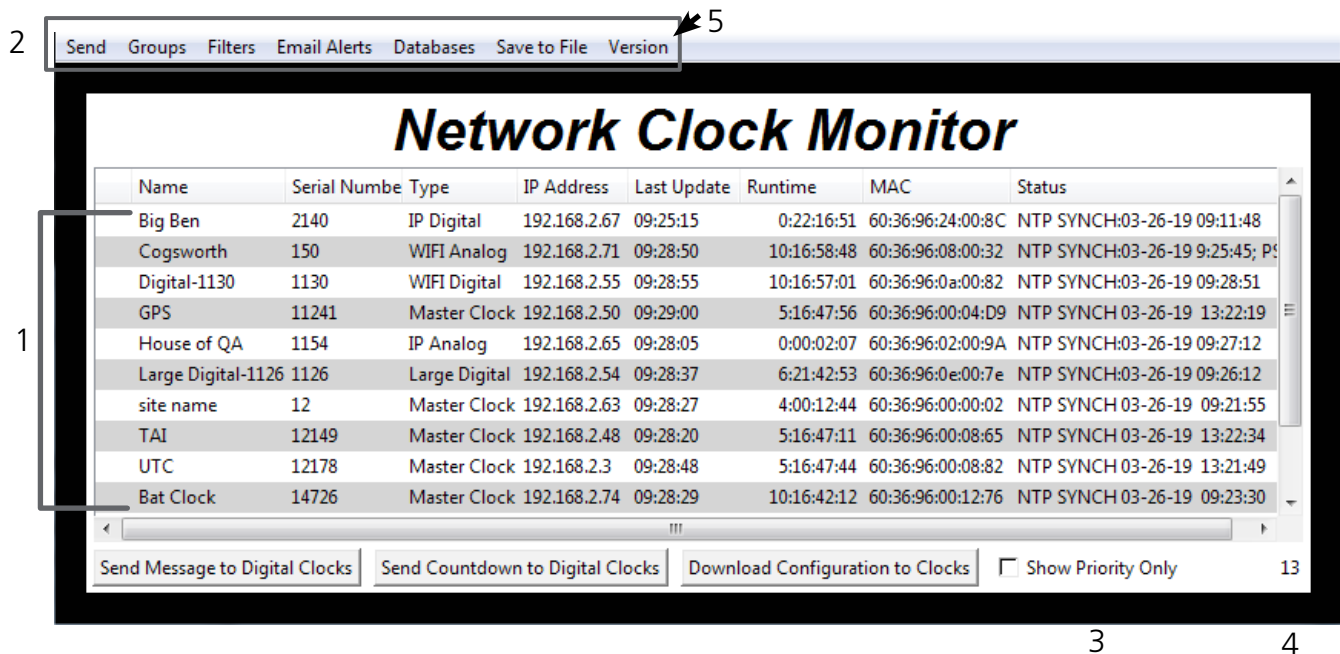 2
5
Send Groups Filters Email Alerts Databases Save to File Version
Network Clock Monitor
Name Serial Numbe Type IP Address Last Update Runtime MAC Status
1
Big Ben 2140 IP Digital 192.168.2.67 09:25:15 0:22:16:51 60:36:96:24:00:8C NTP SYNCH:03-26-19 09:11:48
Cogsworth 150 WIFI Analog 192.168.2.71 09:28:50 10:16:58:48 60:36:96:08:00:32 NTP SYNCH:03-26-19 9:25:45; PS
Digital-1130 1130 WIFI Digital 192.168.2.55 09:28:55 10:16:57:01 60:36:96:0a:00:82 NTP SYNCH:03-26-19 09:28:51
GPS 11241 Master Clock 192.168.2.50 09:29:00 5:16:47:56 60:36:96:00:04:D9 NTP SYNCH 03-26-19 13:22:19
House of QA 1154 IP Analog 192.168.2.65 09:28:05 0:00:02:07 60:36:96:02:00:9A NTP SYNCH:03-26-19 09:27:12
Large Digital-1126 1126 Large Digital 192.168.2.54 09:28:37 6:21:42:53 60:36:96:0e:00:7e NTP SYNCH:03-26-19 09:26:12
site name 12 Master Clock 192.168.2.63 09:28:27 4:00:12:44 60:36:96:00:00:02 NTP SYNCH 03-26-19 09:21:55
TAI 12149 Master Clock 192.168.2.48 09:28:20 5:16:47:11 60:36:96:00:08:65 NTP SYNCH 03-26-19 13:22:34
UTC 12178 Master Clock 192.168.2.3 09:28:48 5:16:47:44 60:36:96:00:08:82 NTP SYNCH 03-26-19 13:21:49
Bat Clock 14726 Master Clock 192.168.2.74 09:28:29 10:16:42:12 60:36:96:00:12:76 NTP SYNCH 03-26-19 09:23:30
Send Message to Digital Clocks Send Countdown to Digital Clocks Download Configuration to Clocks Show Priority Only 13
3
4